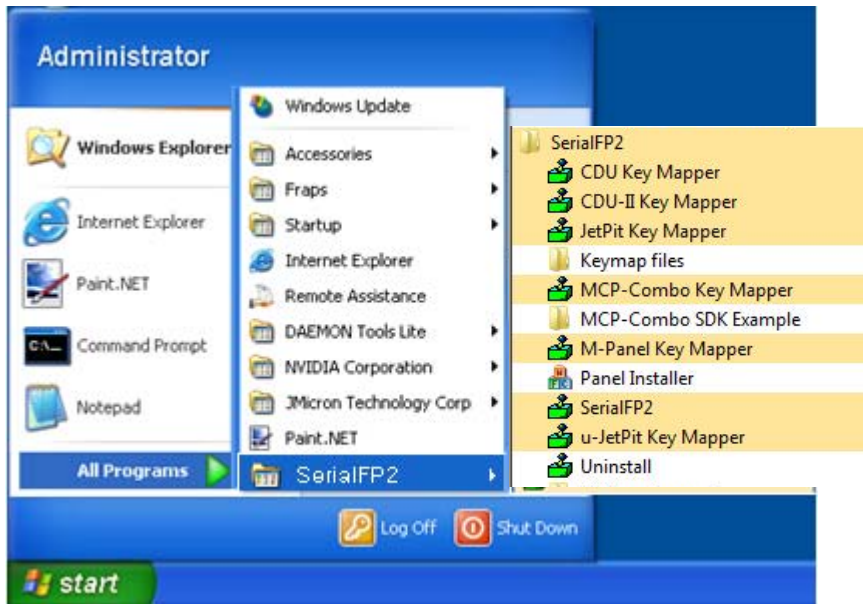 Administrator
Windows Explorer
Internet Explorer
Paint.NET
C:\_
Command Prompt
Notepad
All Programs
Windows Update
Accessories
Fraps
Startup
Internet Explorer
Remote Assistance
DAEMON Tools Lite
NVIDIA Corporation
JMicron Technology Corp
Paint.NET
SerialFP2
SerialFP2
CDU Key Mapper
CDU-II Key Mapper
JetPit Key Mapper
Keymap files
MCP-Combo Key Mapper
MCP-Combo SDK Example
M-Panel Key Mapper
Panel Installer
SerialFP2
u-JetPit Key Mapper
Uninstall
Log Off
Shut Down
start